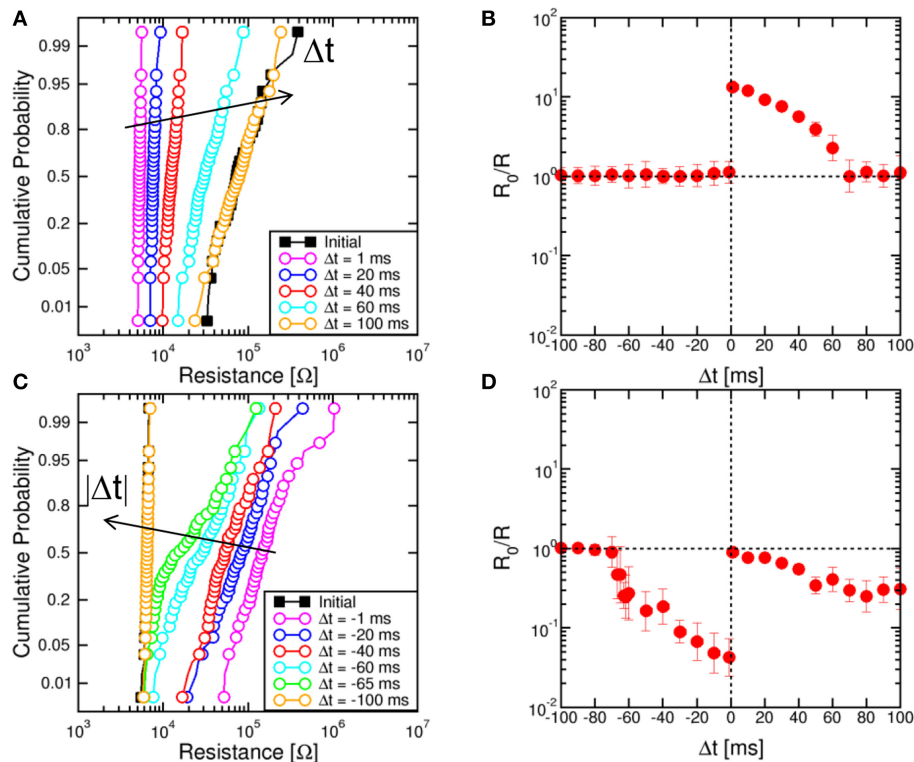 A
Cumulative Probability
0.99
0.95
0.8
0.5
0.2
0.05
0.01
Δt
Initial
Δt = 1 ms
Δt = 20 ms
Δt = 40 ms
Δt = 60 ms
Δt = 100 ms
10³ 10⁴ 10⁵ 10⁶ 10⁷
Resistance [Ω]
B
R₀/R
10²
10¹
10⁰
10⁻¹
10⁻²
-100 -80 -60 -40 -20 0 20 40 60 80 100
Δt [ms]
C
Cumulative Probability
0.99
0.95
0.8
0.5
0.2
0.05
0.01
|Δt|
Initial
Δt = -1 ms
Δt = -20 ms
Δt = -40 ms
Δt = -60 ms
Δt = -65 ms
Δt = -100 ms
10³ 10⁴ 10⁵ 10⁶ 10⁷
Resistance [Ω]
D
R₀/R
10²
10¹
10⁰
10⁻¹
10⁻²
-100 -80 -60 -40 -20 0 20 40 60 80 100
Δt [ms]